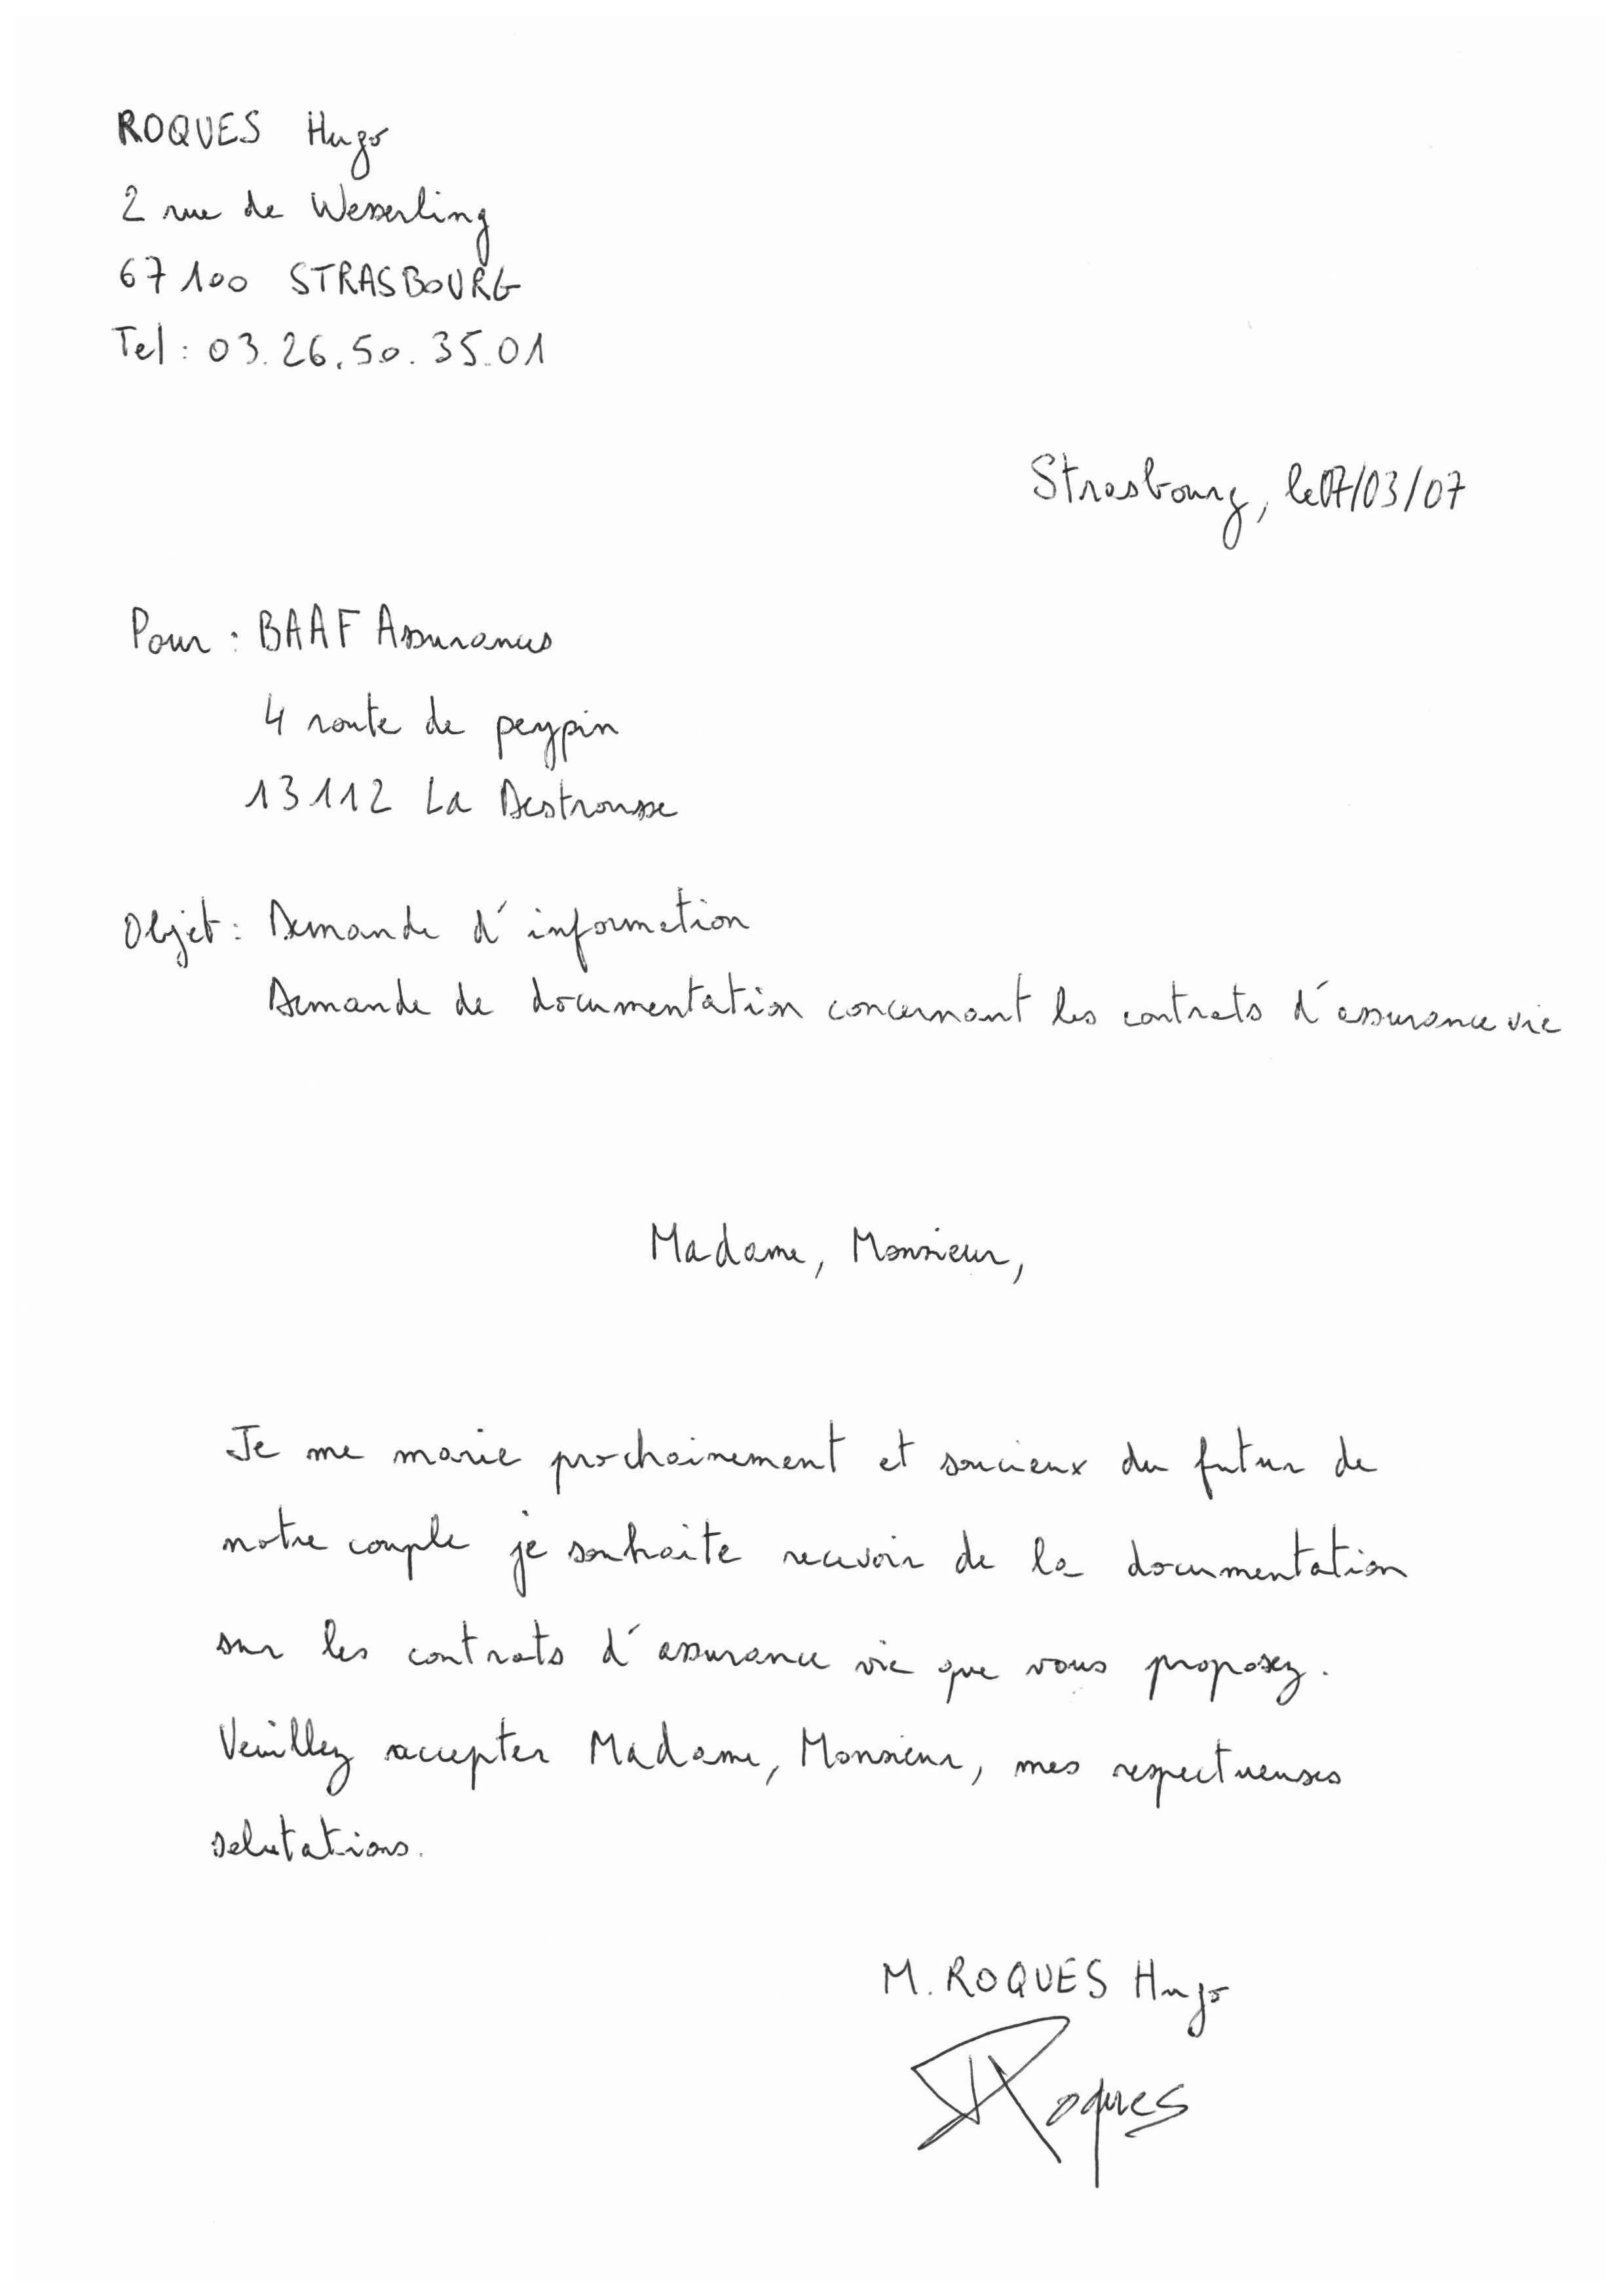 ROQUES Hugo
2 rue de Wesserling
67100 STRASBOURG
Tel : 03.26.50.35.01
Strasbourg, le 07/03/07
Pour : BAAF Assurances
4 route de peypin
13112 La Destrousse
Objet : Demande d'information
Demande de documentation concernant les contrats d'assurance vie
Madame, Monsieur,
Je me marie prochainement et soucieux du futur de
notre couple je souhaite recevoir de la documentation
sur les contrats d'assurance vie que vous proposez.
Veuillez accepter Madame, Monsieur, mes respectueuses
salutations.
M. ROQUES Hugo
Roques